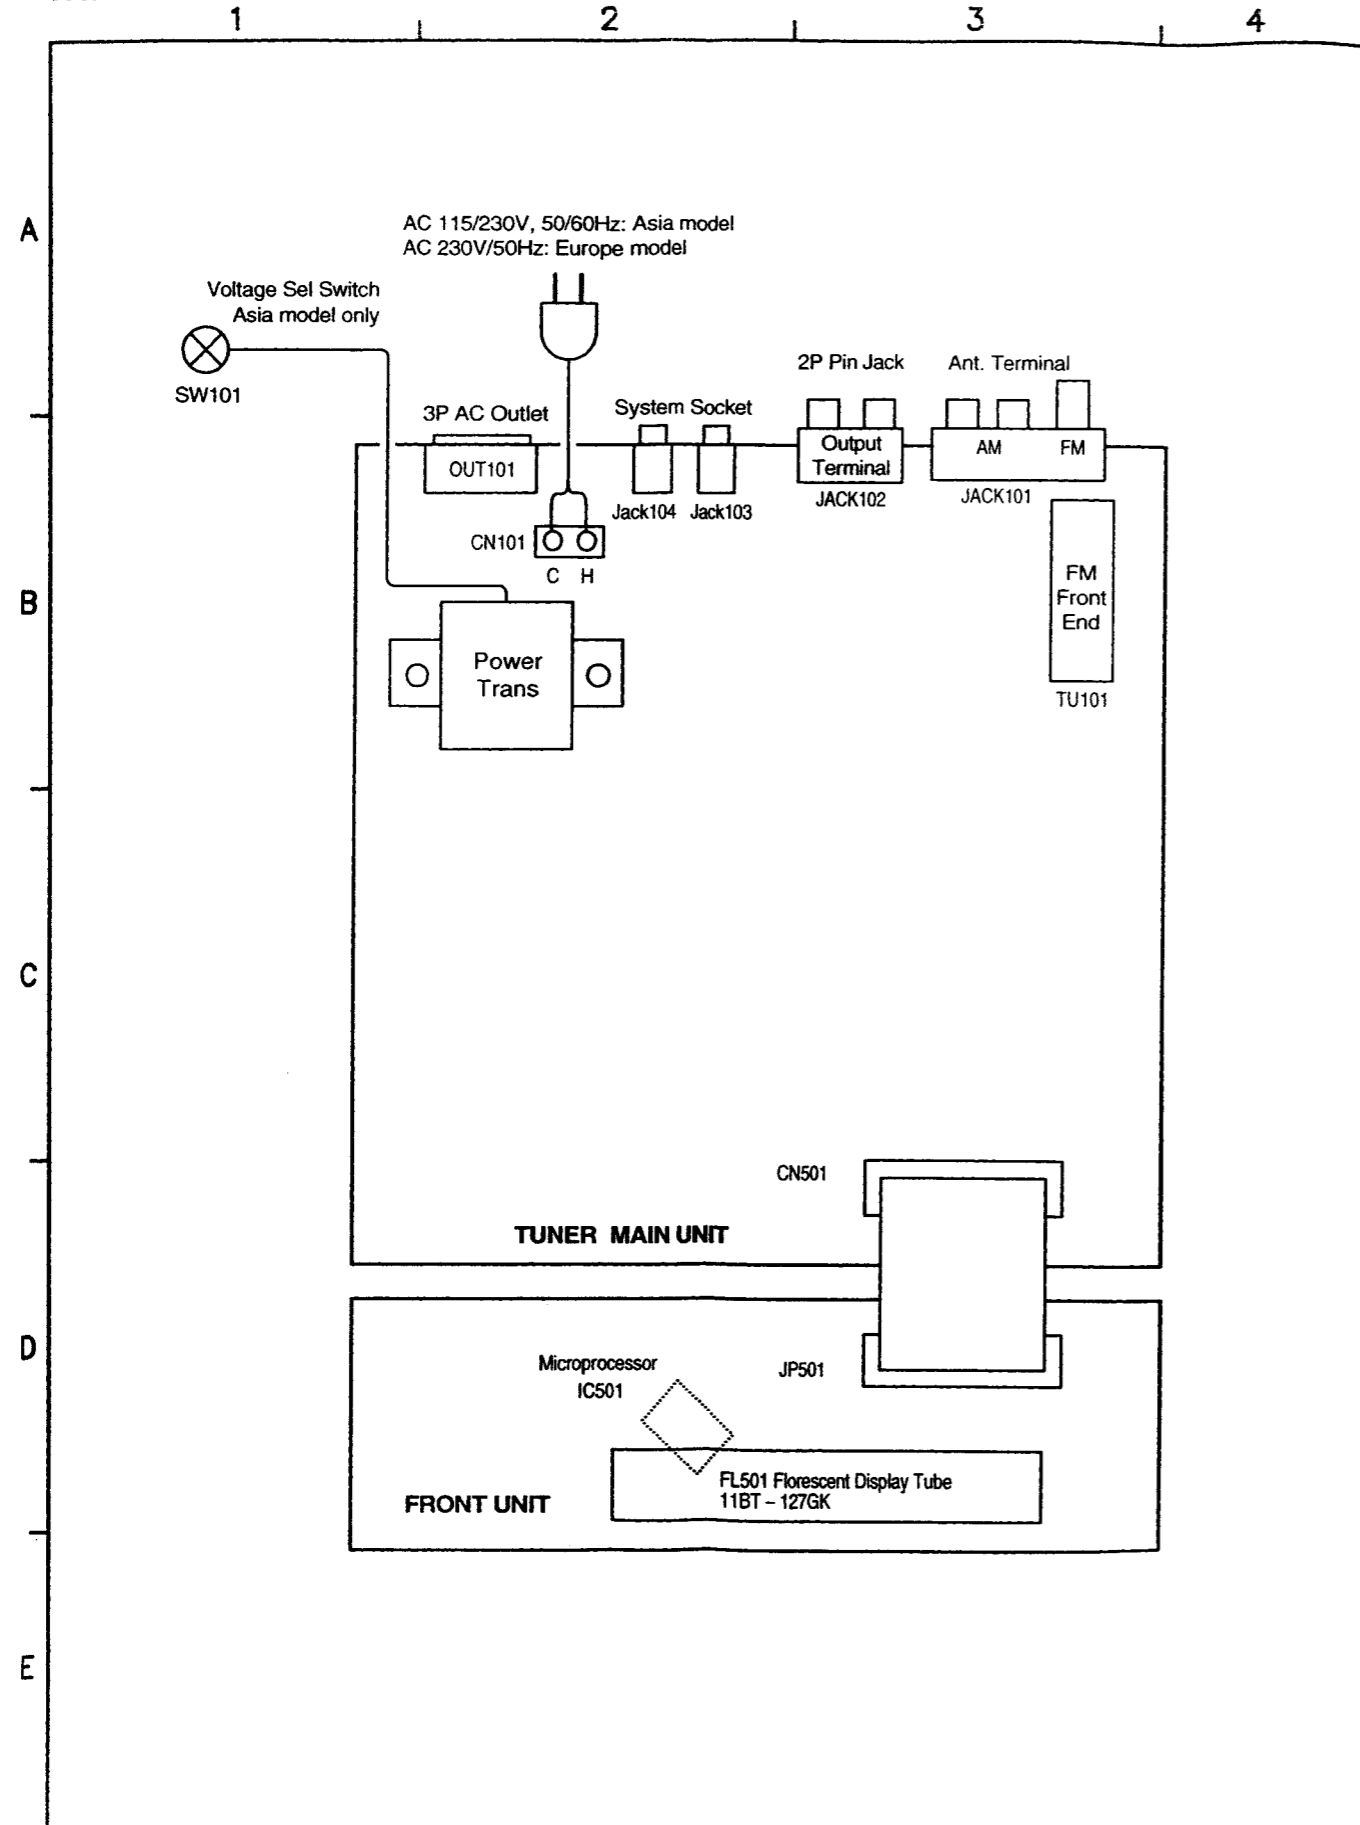 1 2 3 4
A
AC 115/230V, 50/60Hz: Asia model
AC 230V/50Hz: Europe model
Voltage Sel Switch
Asia model only
SW101
2P Pin Jack
Ant. Terminal
3P AC Outlet
System Socket
OUT101
Output
Terminal
AM
FM
JACK102
JACK101
Jack104
Jack103
CN101
C H
B
FM
Front
End
TU101
Power
Trans
C
CN501
TUNER MAIN UNIT
D
Microprocessor
IC501
JP501
FL501 Florescent Display Tube
11BT – 127GK
FRONT UNIT
E